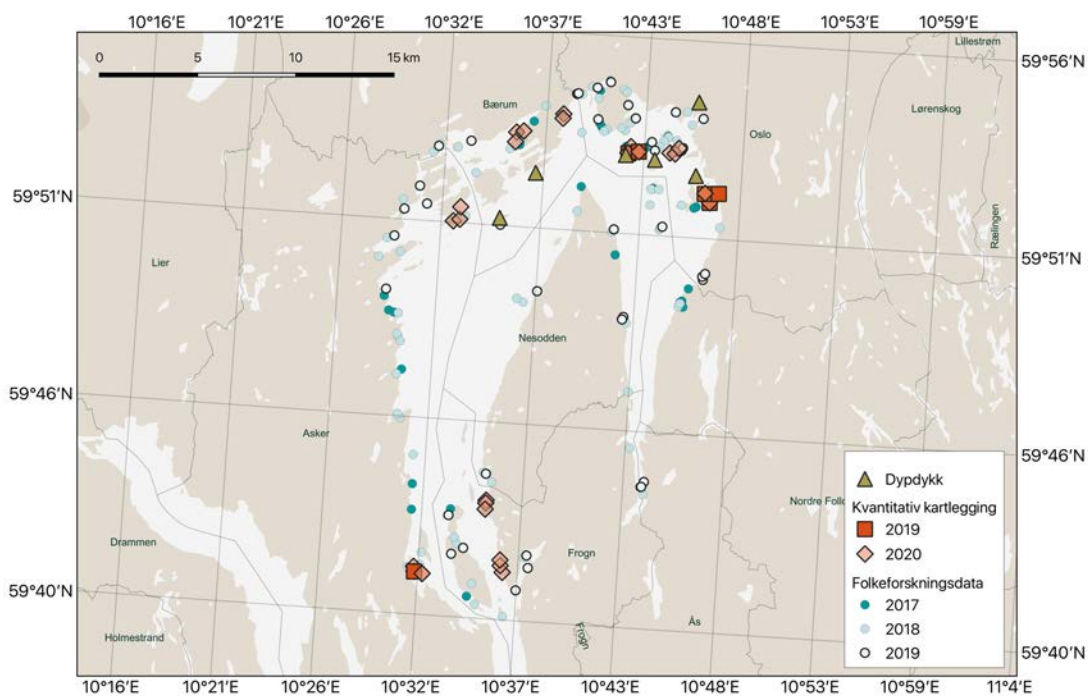 10°16′E 10°21′E 10°26′E 10°32′E 10°37′E 10°43′E 10°48′E 10°53′E 10°59′E
0 5 10 15 km
Lillestrøm
59°56′N
Bærum
Oslo
Lørenskog
59°51′N
Rælingen
Lier
59°51′N
Nesodden
59°46′N
Asker
59°46′N
Dypdykk
Kvantitativ kartlegging
2019
2020
Folkeforskningsdata
2017
2018
2019
Nordre Follo
Drammen
Frogn
59°40′N
Ås
Frogn
Holmestrand
59°40′N
10°16′E 10°21′E 10°26′E 10°32′E 10°37′E 10°43′E 10°48′E 10°53′E 10°59′E 11°4′E